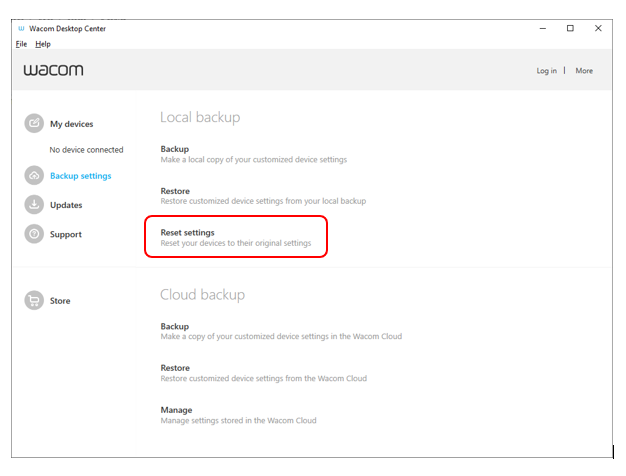 Wacom Desktop Center
File Help
wacom
Log in | More
My devices
No device connected
Backup settings
Updates
Support
Store
Local backup
Backup
Make a local copy of your customized device settings
Restore
Restore customized device settings from your local backup
Reset settings
Reset your devices to their original settings
Cloud backup
Backup
Make a copy of your customized device settings in the Wacom Cloud
Restore
Restore customized device settings from the Wacom Cloud
Manage
Manage settings stored in the Wacom Cloud